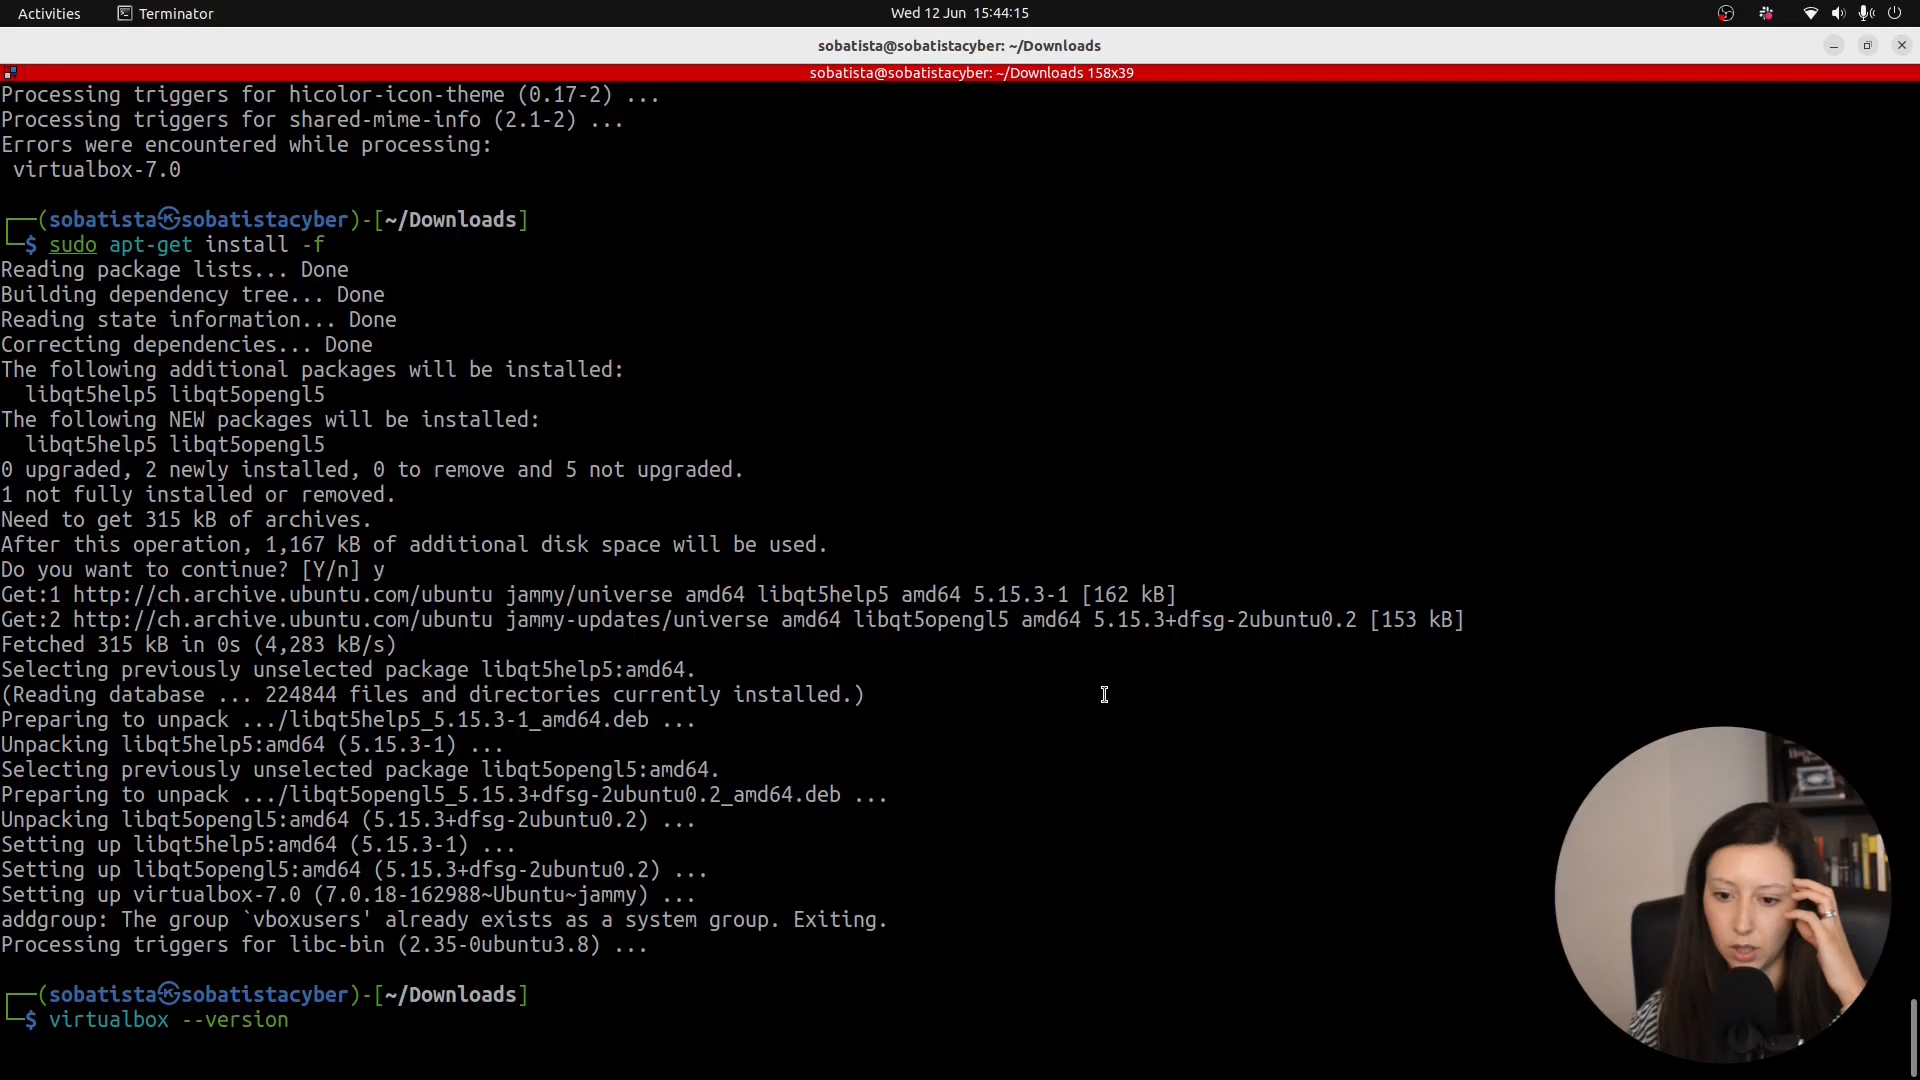 Activities Terminator Wed 12 Jun 15:44:15
sobatista@sobatistacyber: ~/Downloads
sobatista@sobatistacyber: ~/Downloads 158x39
Processing triggers for hicolor-icon-theme (0.17-2) ...
Processing triggers for shared-mime-info (2.1-2) ...
Errors were encountered while processing:
 virtualbox-7.0
┌──(sobatista㉿sobatistacyber)-[~/Downloads]
└─$ sudo apt-get install -f
Reading package lists... Done
Building dependency tree... Done
Reading state information... Done
Correcting dependencies... Done
The following additional packages will be installed:
  libqt5help5 libqt5opengl5
The following NEW packages will be installed:
  libqt5help5 libqt5opengl5
0 upgraded, 2 newly installed, 0 to remove and 5 not upgraded.
1 not fully installed or removed.
Need to get 315 kB of archives.
After this operation, 1,167 kB of additional disk space will be used.
Do you want to continue? [Y/n] y
Get:1 http://ch.archive.ubuntu.com/ubuntu jammy/universe amd64 libqt5help5 amd64 5.15.3-1 [162 kB]
Get:2 http://ch.archive.ubuntu.com/ubuntu jammy-updates/universe amd64 libqt5opengl5 amd64 5.15.3+dfsg-2ubuntu0.2 [153 kB]
Fetched 315 kB in 0s (4,283 kB/s)
Selecting previously unselected package libqt5help5:amd64.
(Reading database ... 224844 files and directories currently installed.)
Preparing to unpack .../libqt5help5_5.15.3-1_amd64.deb ...
Unpacking libqt5help5:amd64 (5.15.3-1) ...
Selecting previously unselected package libqt5opengl5:amd64.
Preparing to unpack .../libqt5opengl5_5.15.3+dfsg-2ubuntu0.2_amd64.deb ...
Unpacking libqt5opengl5:amd64 (5.15.3+dfsg-2ubuntu0.2) ...
Setting up libqt5help5:amd64 (5.15.3-1) ...
Setting up libqt5opengl5:amd64 (5.15.3+dfsg-2ubuntu0.2) ...
Setting up virtualbox-7.0 (7.0.18-162988~Ubuntu~jammy) ...
addgroup: The group `vboxusers' already exists as a system group. Exiting.
Processing triggers for libc-bin (2.35-0ubuntu3.8) ...
┌──(sobatista㉿sobatistacyber)-[~/Downloads]
└─$ virtualbox --version